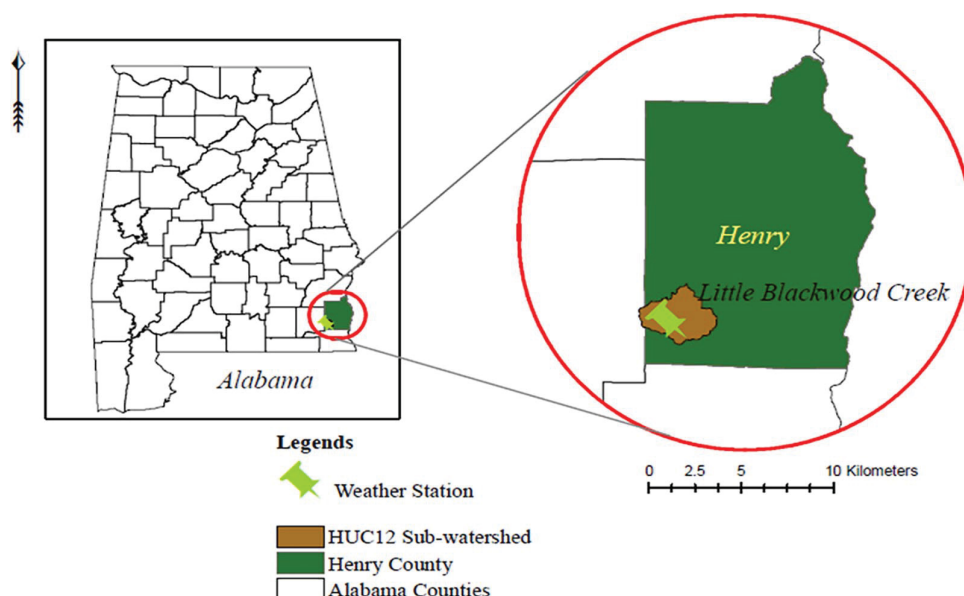 Alabama
Henry
Little Blackwood Creek
0 2.5 5 10 Kilometers
Legends
Weather Station
HUC12 Sub-watershed
Henry County
Alabama Counties